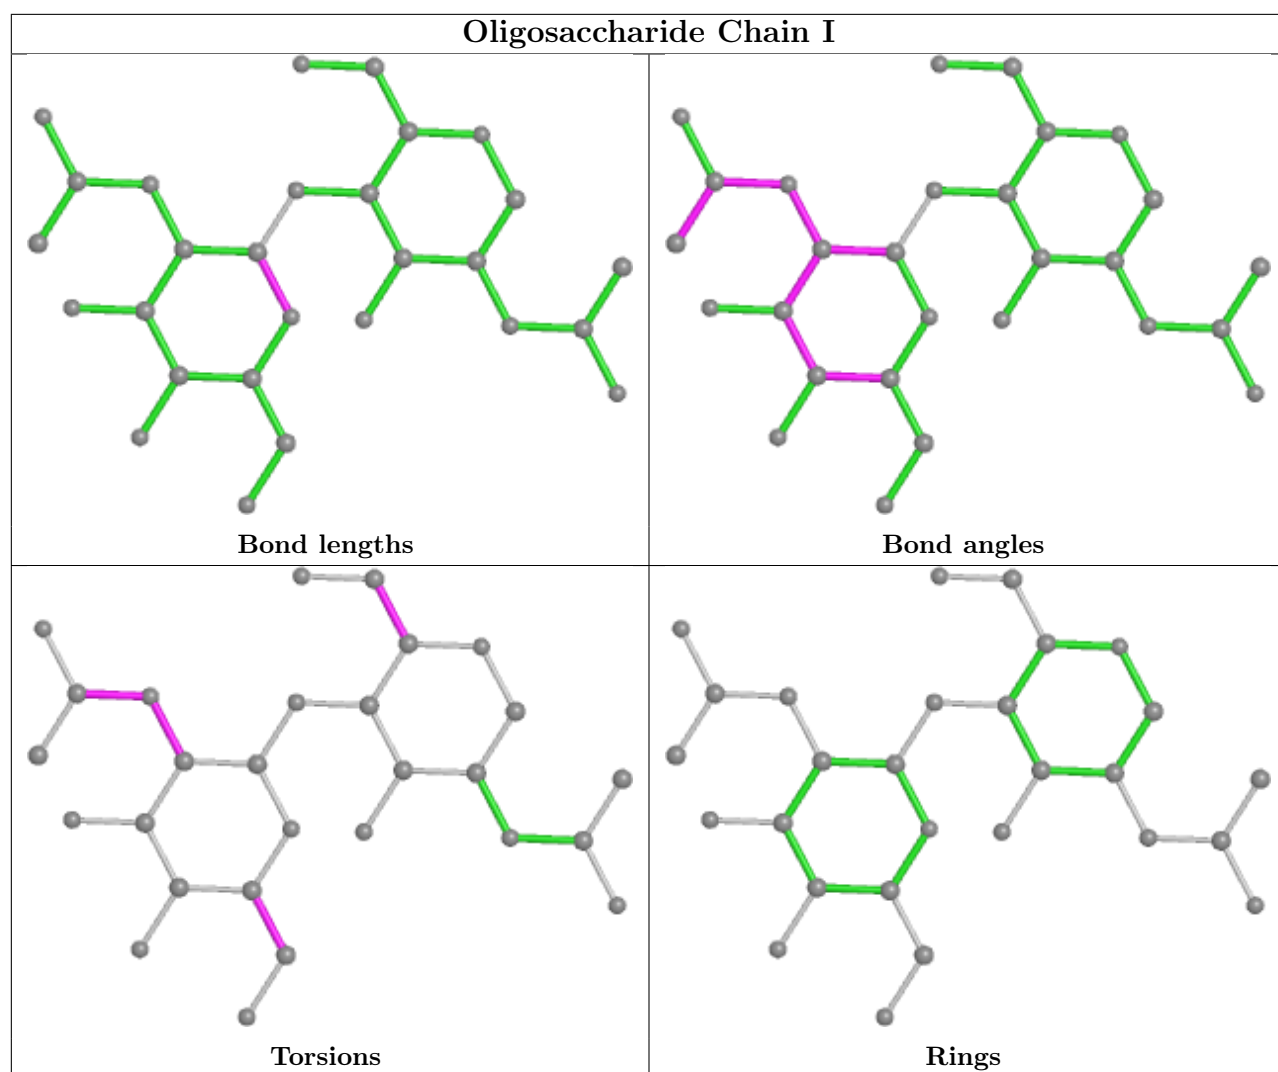 Oligosaccharide Chain I
Bond lengths
Bond angles
Torsions
Rings